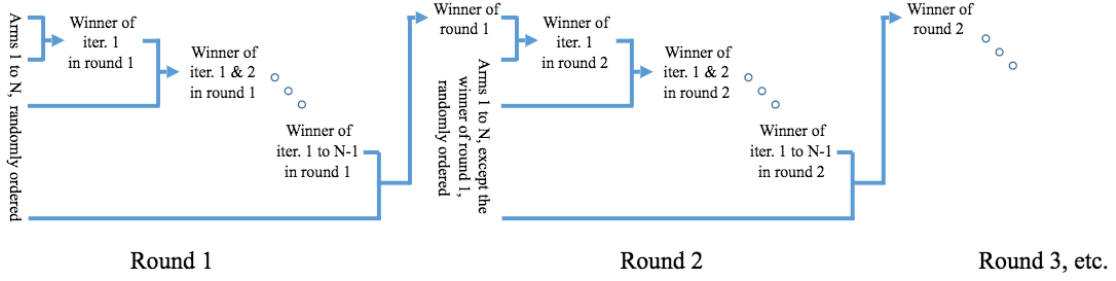 Arms 1 to N, randomly ordered
Winner of
iter. 1
in round 1
Winner of
iter. 1 & 2
in round 1
Winner of
iter. 1 to N-1
in round 1
Winner of
round 1
Arms 1 to N, except the
winner of round 1,
randomly ordered
Winner of
iter. 1
in round 2
Winner of
iter. 1 & 2
in round 2
Winner of
iter. 1 to N-1
in round 2
Winner of
round 2
Round 1
Round 2
Round 3, etc.